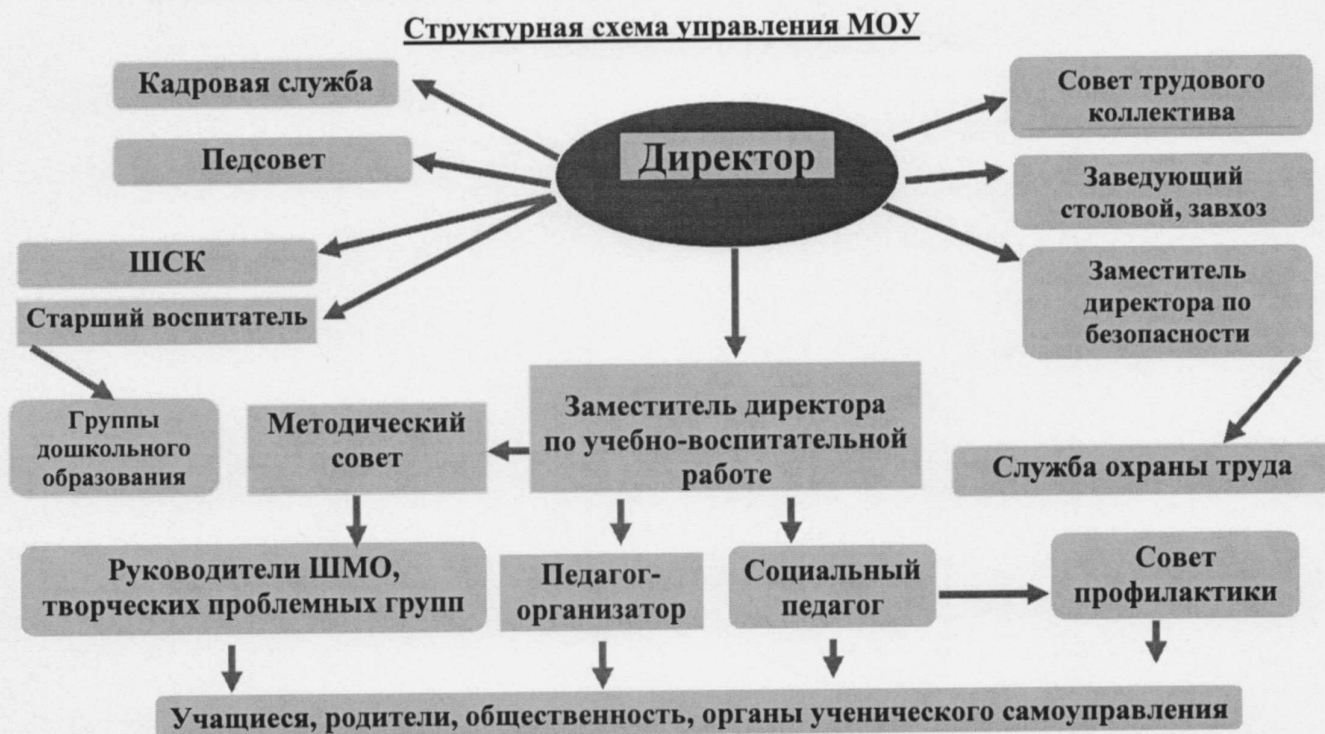 Структурная схема управления МОУ
Кадровая служба
Директор
Совет трудового
коллектива
Педсовет
Заведующий
столовой, завхоз
ШСК
Старший воспитатель
Заместитель
директора по
безопасности
Группы
дошкольного
образования
Методический
совет
Заместитель директора
по учебно-воспитательной
работе
Служба охраны труда
Руководители ШМО,
творческих проблемных групп
Педагог-
организатор
Социальный
педагог
Совет
профилактики
Учащиеся, родители, общественность, органы ученического самоуправления